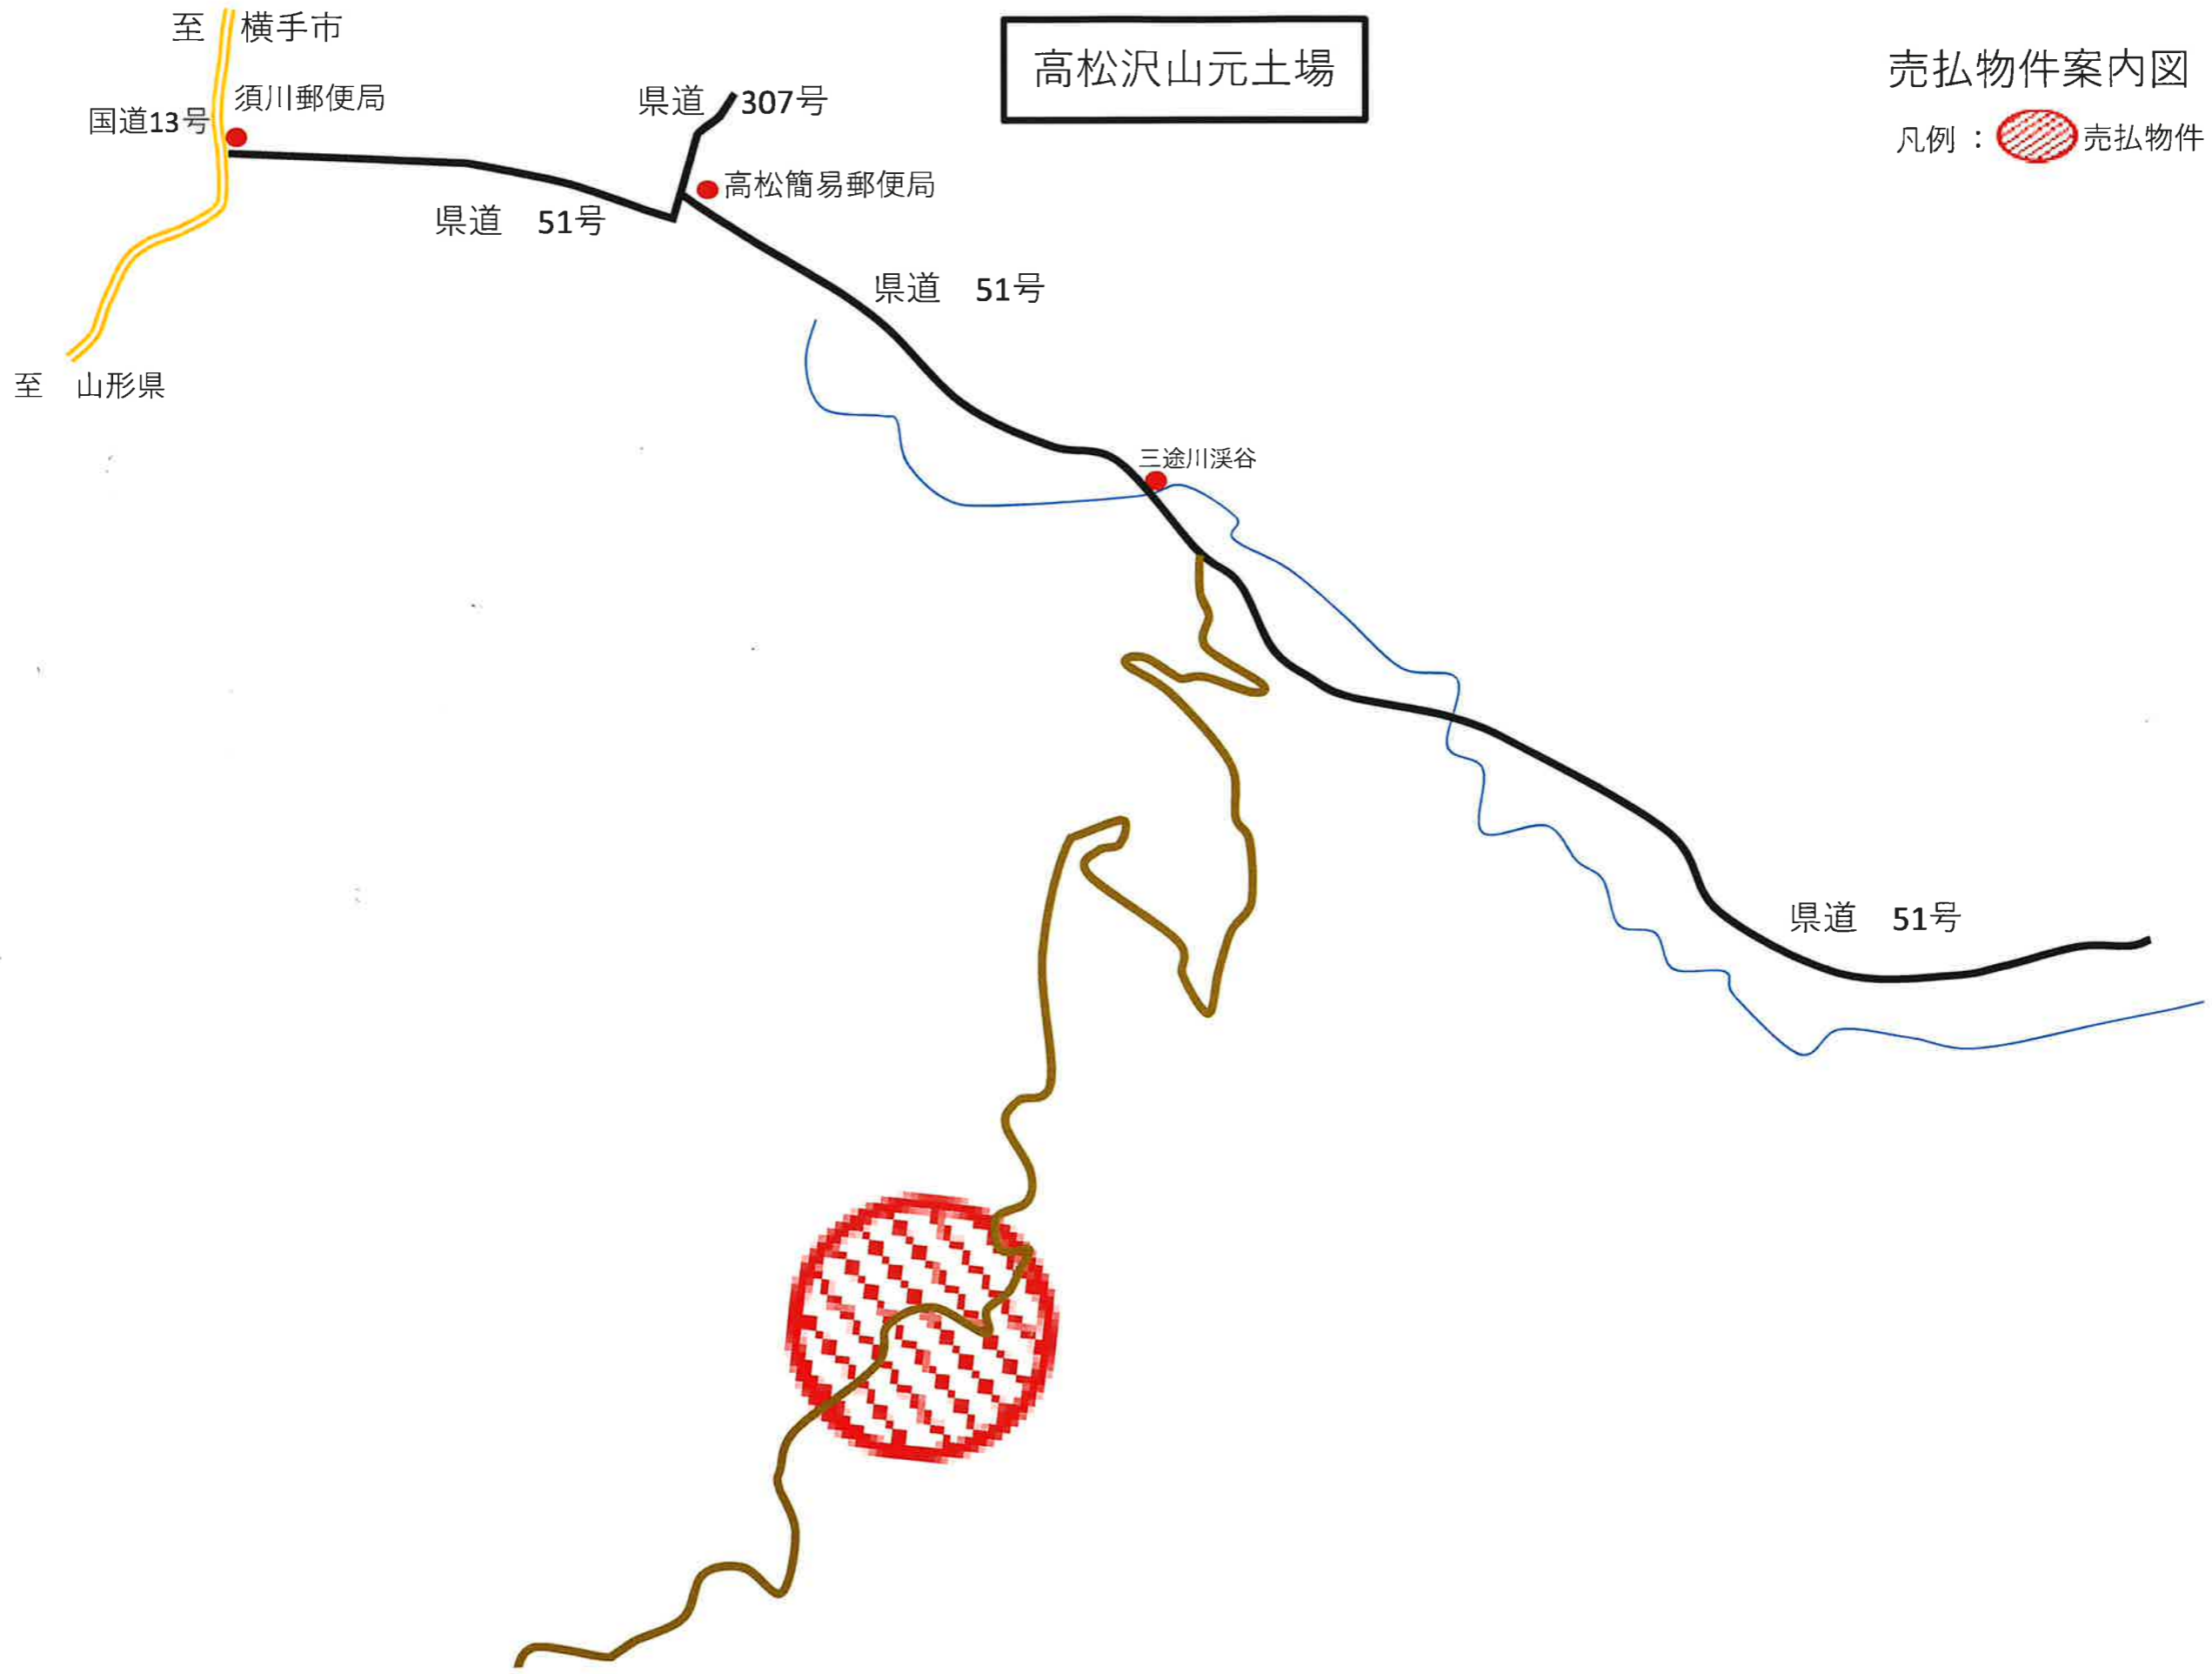 至 横手市
高松沢山元土場
売払物件案内図
凡例 : 売払物件
国道13号
須川郵便局
県道 307号
高松簡易郵便局
県道 51号
県道 51号
至 山形県
三途川渓谷
県道 51号